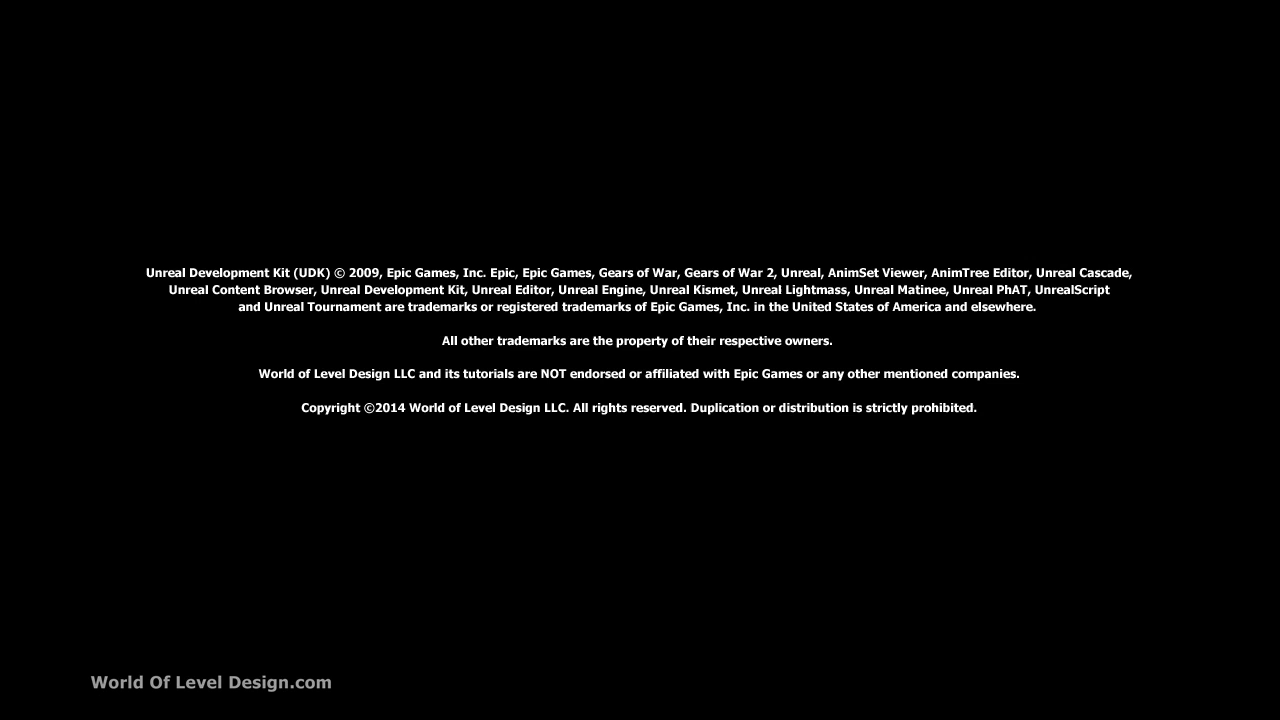 Unreal Development Kit (UDK) © 2009, Epic Games, Inc. Epic, Epic Games, Gears of War, Gears of War 2, Unreal, AnimSet Viewer, AnimTree Editor, Unreal Cascade,
Unreal Content Browser, Unreal Development Kit, Unreal Editor, Unreal Engine, Unreal Kismet, Unreal Lightmass, Unreal Matinee, Unreal PhAT, UnrealScript
and Unreal Tournament are trademarks or registered trademarks of Epic Games, Inc. in the United States of America and elsewhere.
All other trademarks are the property of their respective owners.
World of Level Design LLC and its tutorials are NOT endorsed or affiliated with Epic Games or any other mentioned companies.
Copyright ©2014 World of Level Design LLC. All rights reserved. Duplication or distribution is strictly prohibited.
World Of Level Design.com